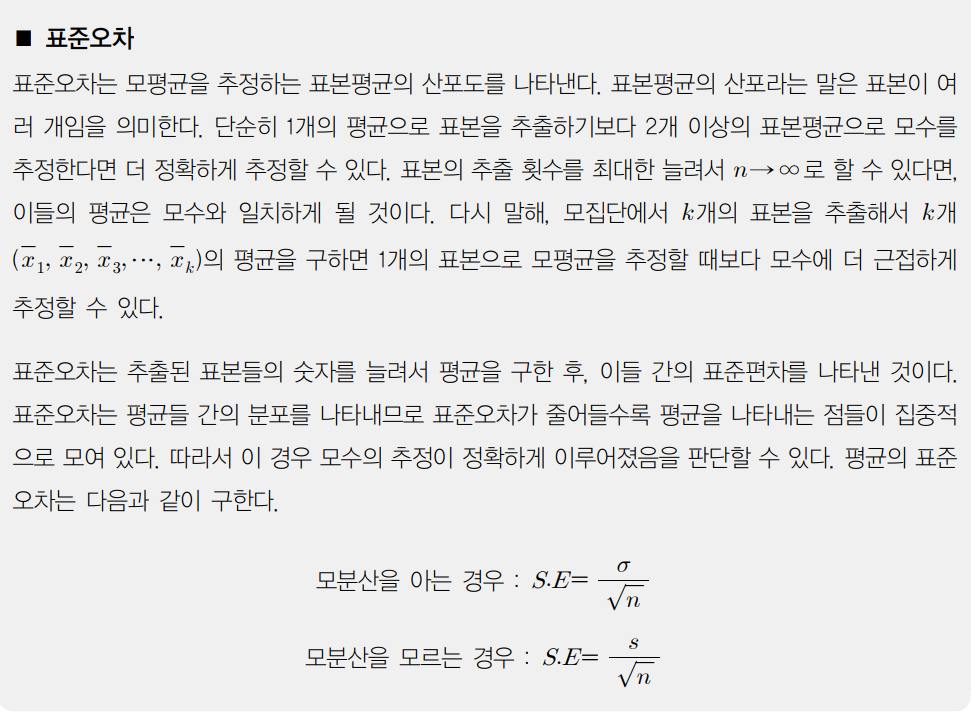 ■ 표준오차
표준오차는 모평균을 추정하는 표본평균의 산포도를 나타낸다. 표본평균의 산포라는 말은 표본이 여
러 개임을 의미한다. 단순히 1개의 평균으로 표본을 추출하기보다 2개 이상의 표본평균으로 모수를
추정한다면 더 정확하게 추정할 수 있다. 표본의 추출 횟수를 최대한 늘려서 n→∞로 할 수 있다면,
이들의 평균은 모수와 일치하게 될 것이다. 다시 말해, 모집단에서 k개의 표본을 추출해서 k개
(x̄₁, x̄₂, x̄₃,⋯, x̄ₖ)의 평균을 구하면 1개의 표본으로 모평균을 추정할 때보다 모수에 더 근접하게
추정할 수 있다.
표준오차는 추출된 표본들의 숫자를 늘려서 평균을 구한 후, 이들 간의 표준편차를 나타낸 것이다.
표준오차는 평균들 간의 분포를 나타내므로 표준오차가 줄어들수록 평균을 나타내는 점들이 집중적
으로 모여 있다. 따라서 이 경우 모수의 추정이 정확하게 이루어졌음을 판단할 수 있다. 평균의 표준
오차는 다음과 같이 구한다.
모분산을 아는 경우 : S.E= σ/√n
모분산을 모르는 경우 : S.E= s/√n